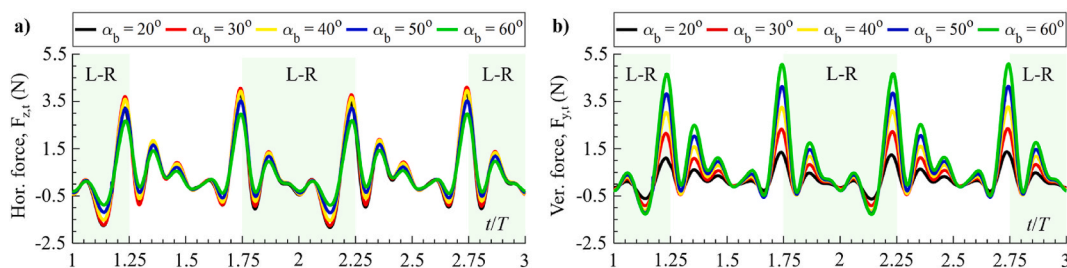 a) α_b = 20° α_b = 30° α_b = 40° α_b = 50° α_b = 60°
5.5
3.5
1.5
-0.5
-2.5
Hor. force, F_z,t (N)
L-R L-R L-R
t/T
1 1.25 1.5 1.75 2 2.25 2.5 2.75 3
b) α_b = 20° α_b = 30° α_b = 40° α_b = 50° α_b = 60°
5.5
3.5
1.5
-0.5
-2.5
Ver. force, F_y,t (N)
L-R L-R L-R
t/T
1 1.25 1.5 1.75 2 2.25 2.5 2.75 3